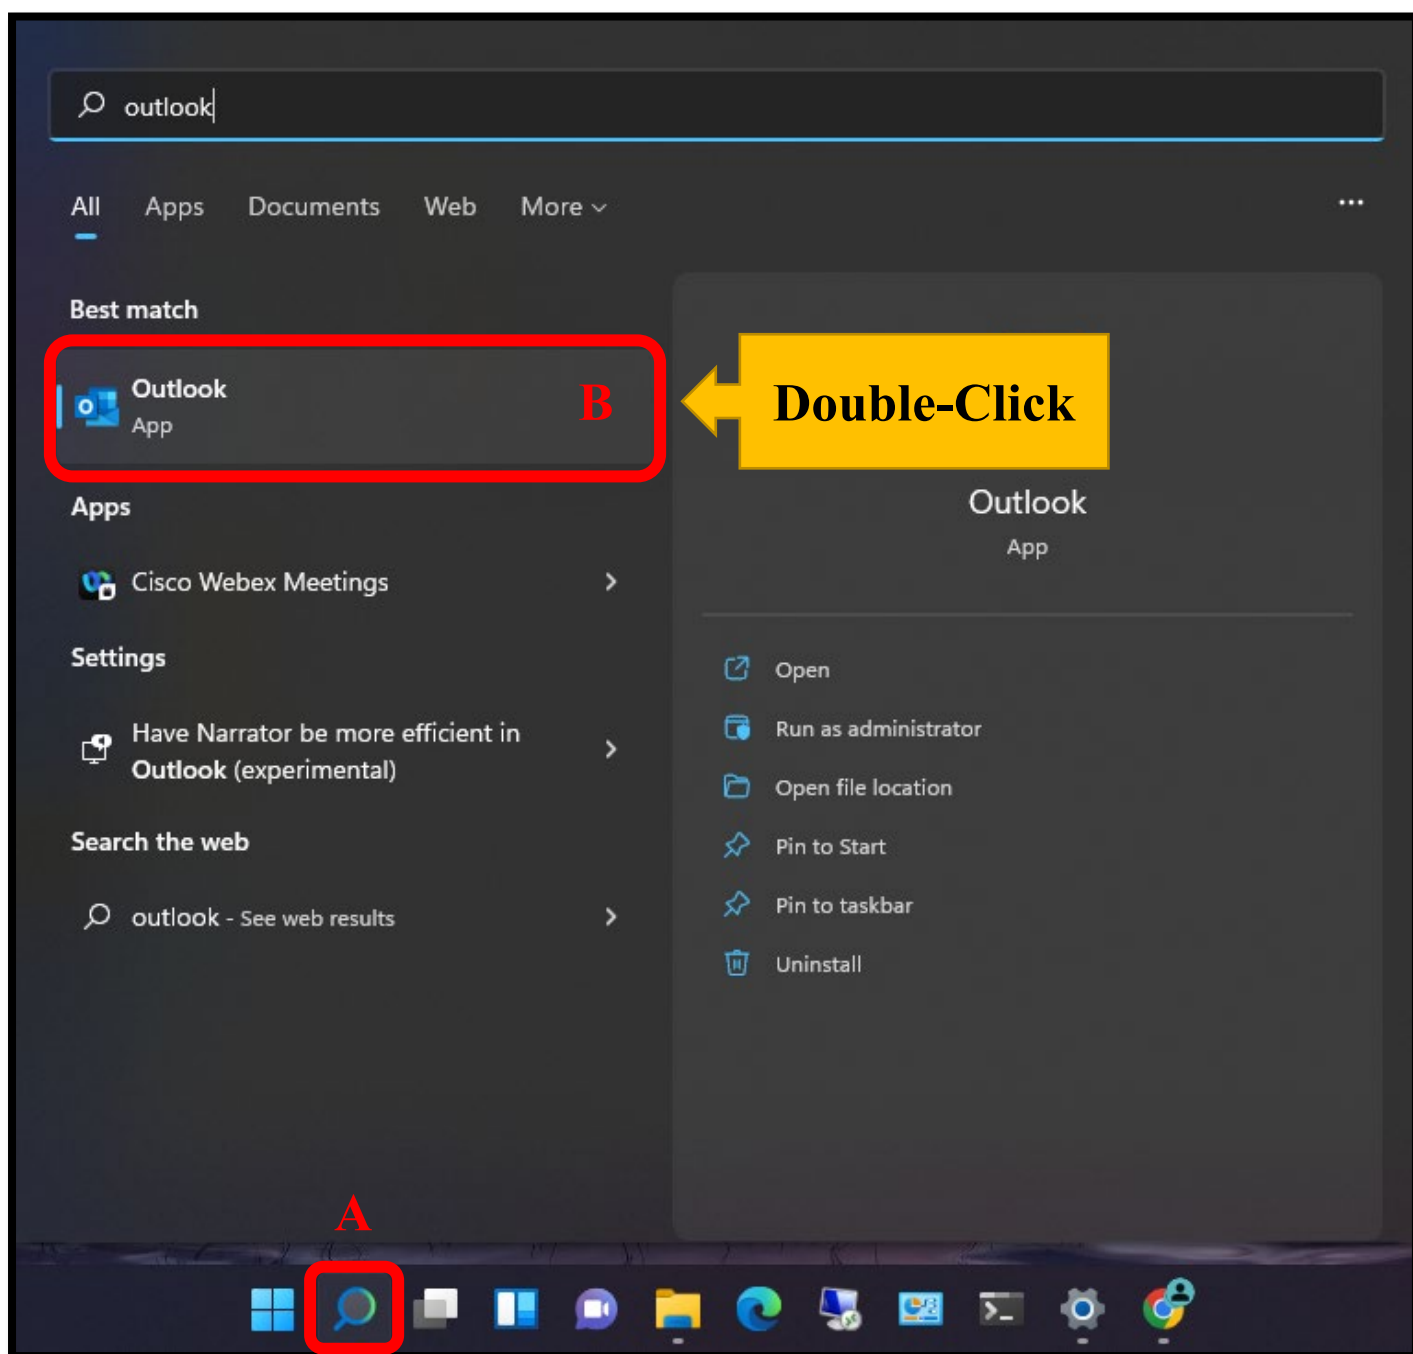 outlook
All Apps Documents Web More
Best match
Outlook
App
B
Double-Click
Apps
Cisco Webex Meetings
Settings
Have Narrator be more efficient in
Outlook (experimental)
Search the web
outlook - See web results
Outlook
App
Open
Run as administrator
Open file location
Pin to Start
Pin to taskbar
Uninstall
A